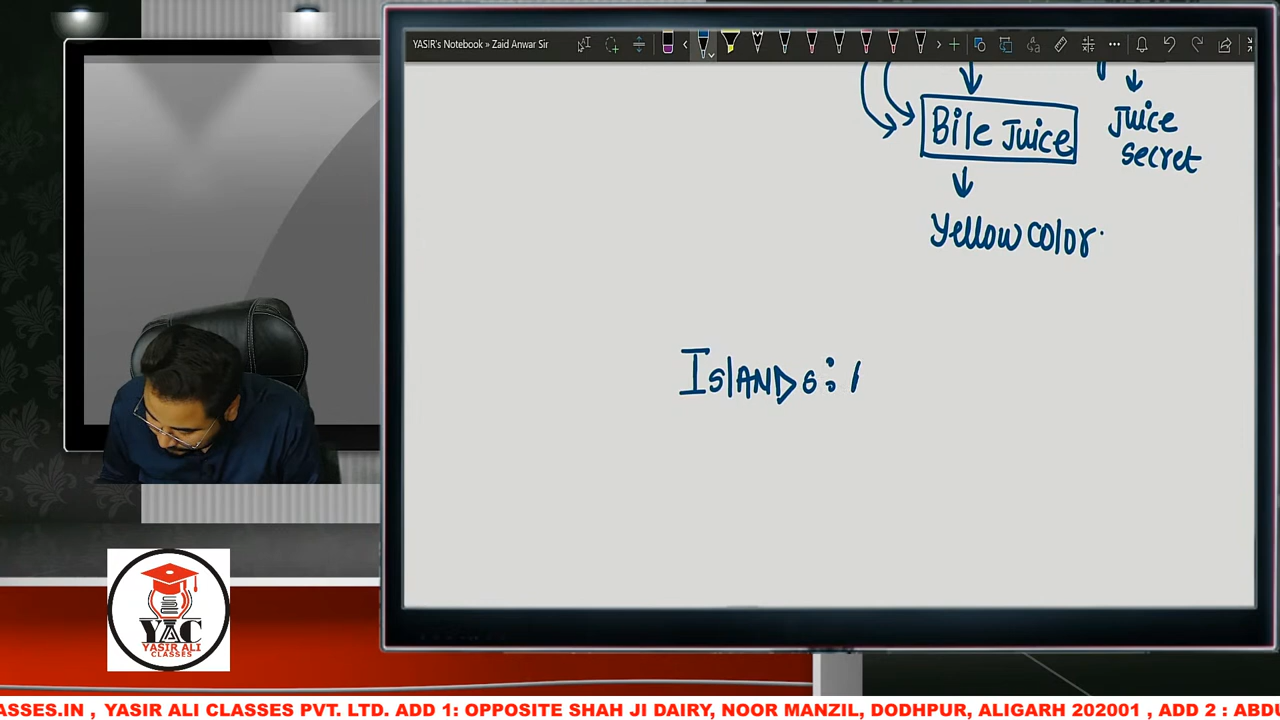 YASIR's Notebook » Zaid Anwar Sir
Juice
secret
Bile Juice
Yellow color.
IslANDs:
YAC
YASIR ALI
CLASSES
ASSES.IN , YASIR ALI CLASSES PVT. LTD. ADD 1: OPPOSITE SHAH JI DAIRY, NOOR MANZIL, DODHPUR, ALIGARH 202001 , ADD 2 : ABDU